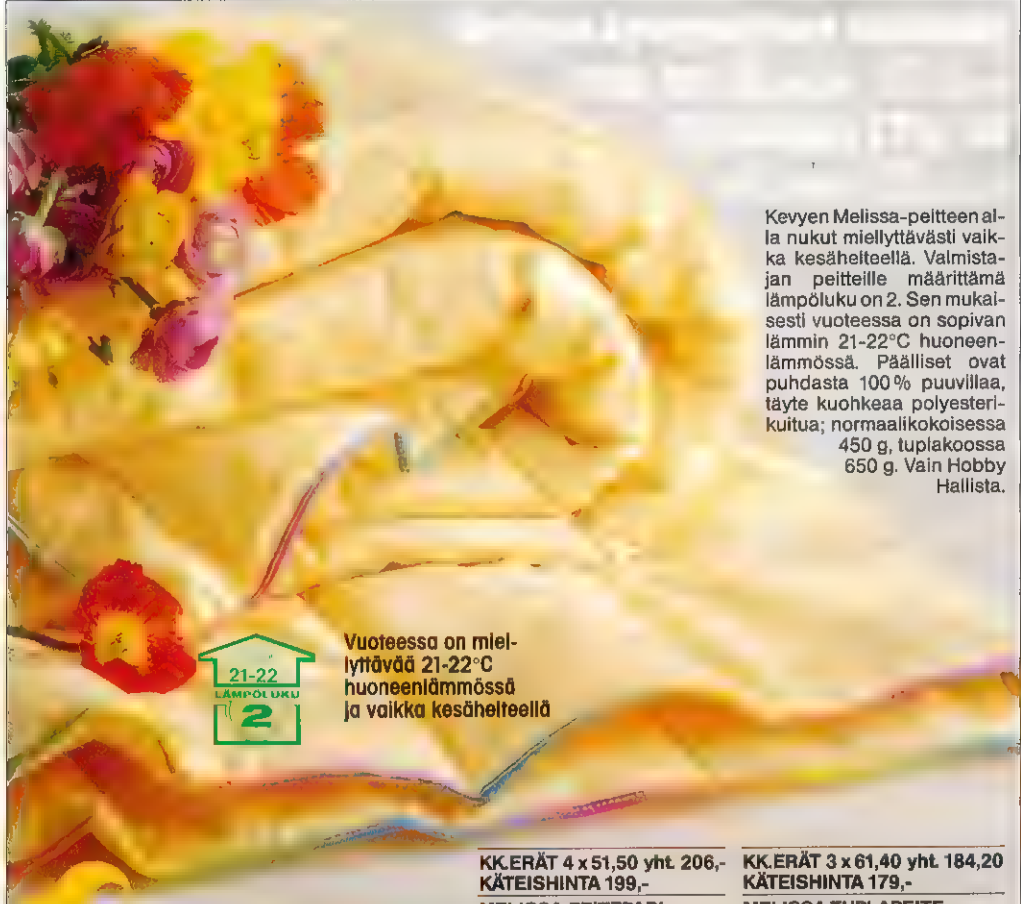 Kevyen Melissa-peitteen al-
la nukut miellyttävästi vaik-
ka kesähelteellä. Valmista-
jan peitteille määrittämä
lämpöluku on 2. Sen mukai-
sesti vuoteessa on sopivan
lämmin 21-22°C huoneen-
lämmössä. Päälliset ovat
puhdasta 100% puuvillaa,
täyte kuohkeaa polyesteri-
kuitua; normaalikokoisessa
450 g, tuplakoossa
650 g. Vain Hobby
Hallista.
21-22
LÄMPÖLUKU
2
Vuoteessa on miel-
lyttävää 21-22°C
huoneenlämmössä
ja vaikka kesähelteellä
KK.ERÄT 4 x 51,50 yht. 206,-
KÄTEISHINTA 199,-
KK.ERÄT 3 x 61,40 yht. 184,20
KÄTEISHINTA 179,-